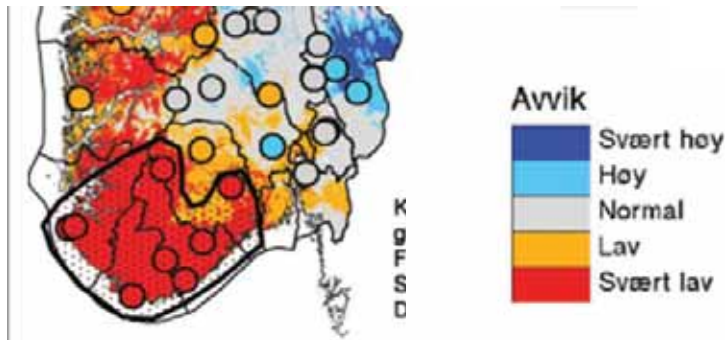 K
g
F
S
D
Avvik
Svært høy
Høy
Normal
Lav
Svært lav